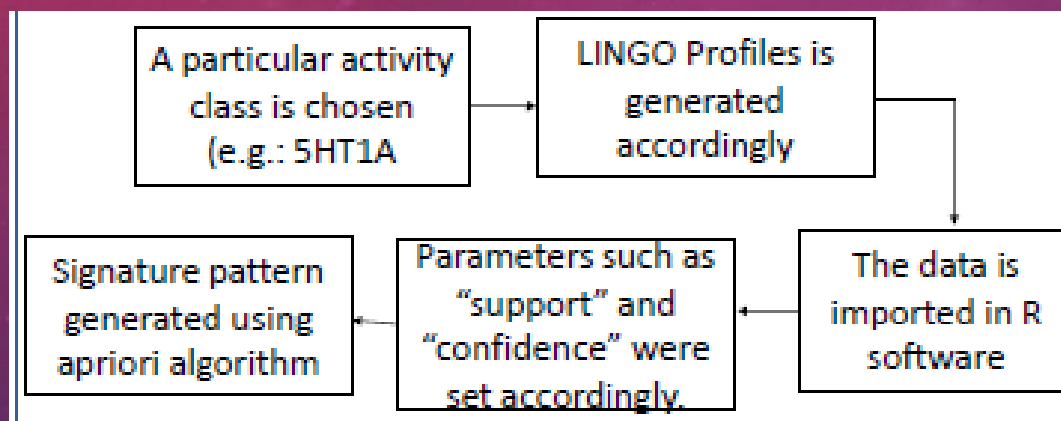 A particular activity
class is chosen
(e.g.: 5HT1A
LINGO Profiles is
generated
accordingly
The data is
imported in R
software
Parameters such as
“support” and
“confidence” were
set accordingly.
Signature pattern
generated using
apriori algorithm